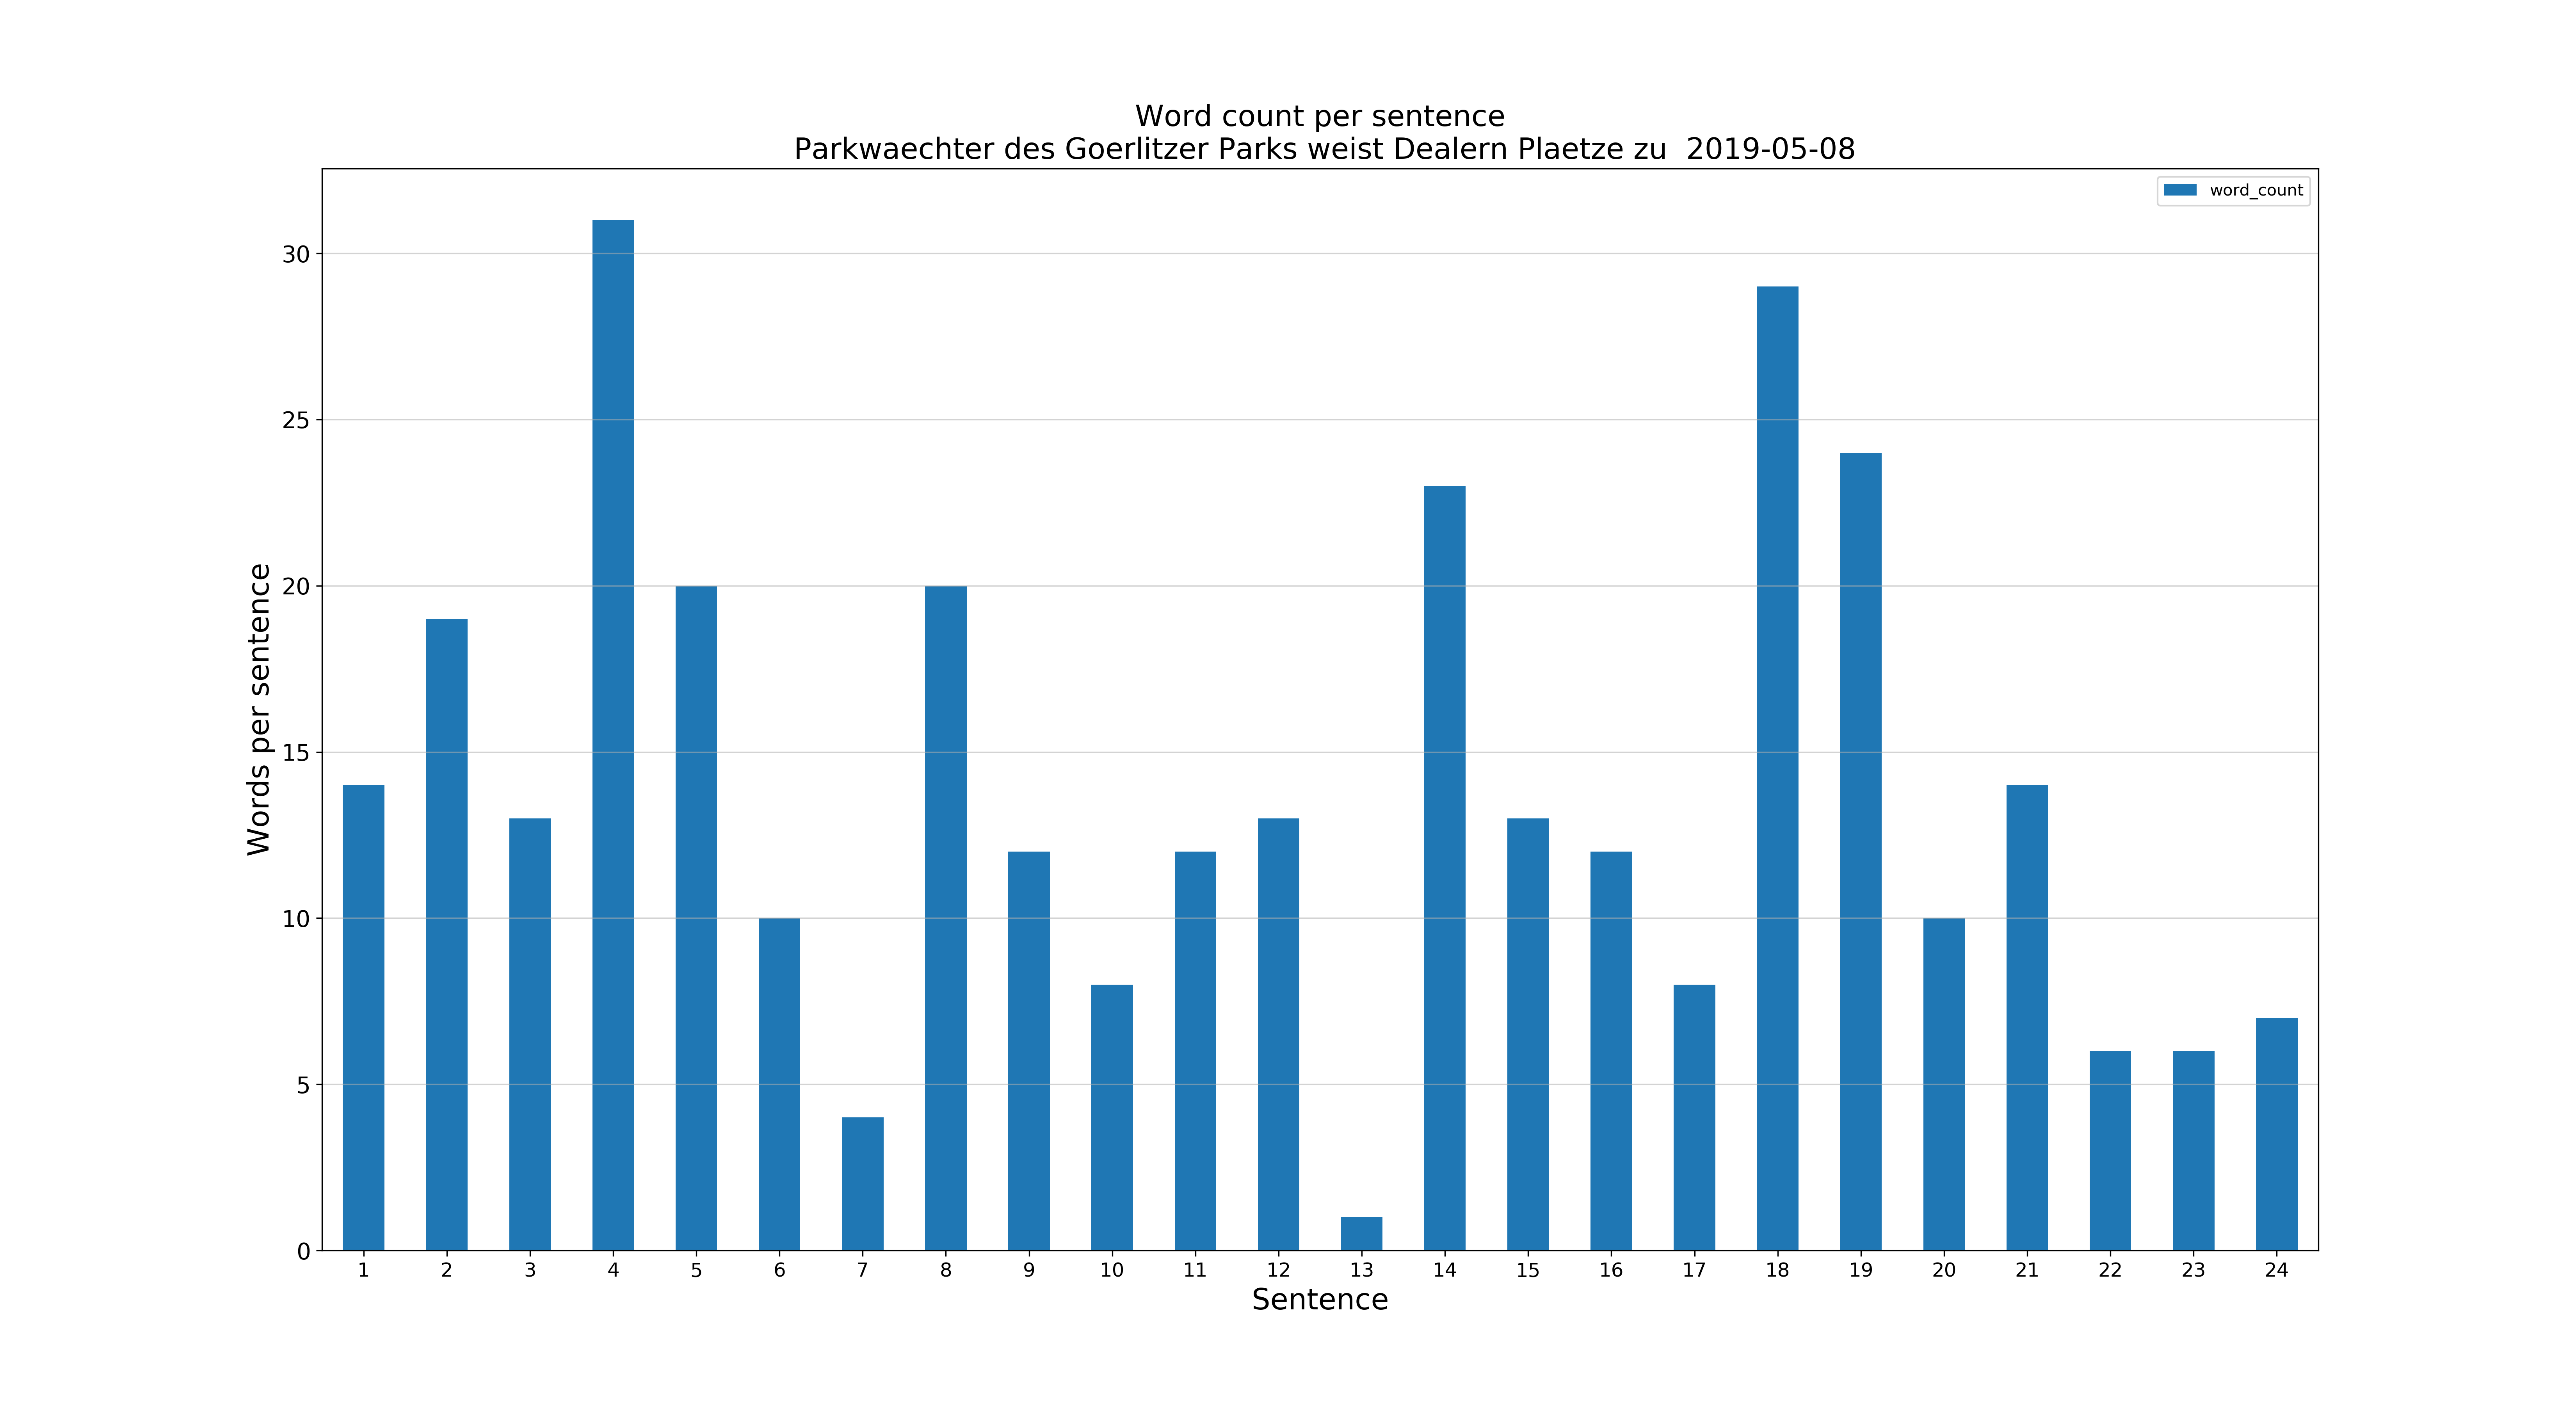 Word count per sentence
Parkwaechter des Goerlitzer Parks weist Dealern Plaetze zu  2019-05-08
word_count
30
25
20
15
10
5
0
Words per sentence
1 2 3 4 5 6 7 8 9 10 11 12 13 14 15 16 17 18 19 20 21 22 23 24
Sentence